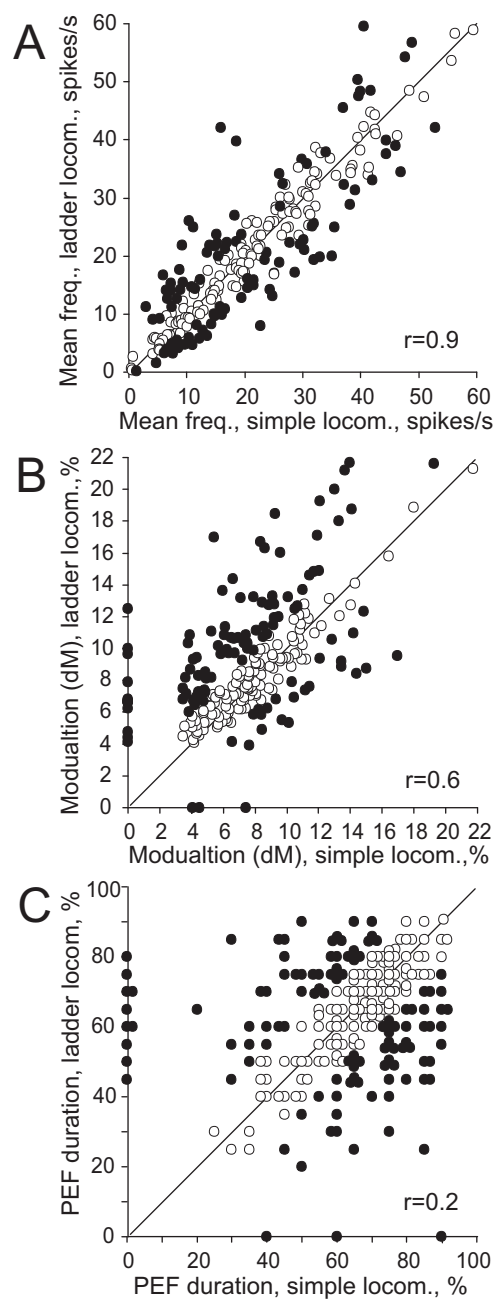 A
Mean freq., ladder locom., spikes/s
60
50
40
30
20
10
0
r=0.9
0 10 20 30 40 50 60
Mean freq., simple locom., spikes/s
B
Modualtion (dM), ladder locom.,%
22
20
18
16
14
12
10
8
6
4
2
0
r=0.6
0 2 4 6 8 10 12 14 16 18 20 22
Modualtion (dM), simple locom.,%
C
PEF duration, ladder locom, %
100
80
60
40
20
0
r=0.2
0 20 40 60 80 100
PEF duration, simple locom., %